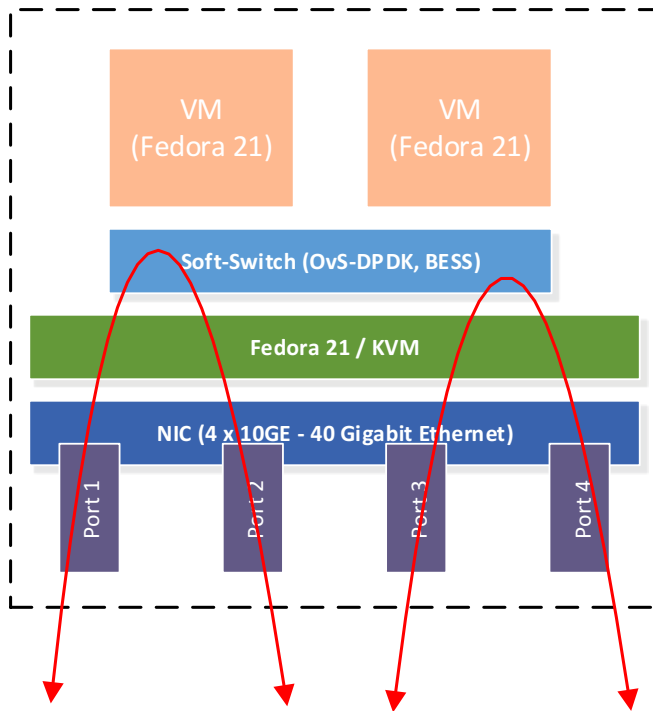 VM
(Fedora 21)
VM
(Fedora 21)
Soft-Switch (OvS-DPDK, BESS)
Fedora 21 / KVM
NIC (4 x 10GE - 40 Gigabit Ethernet)
Port 1
Port 2
Port 3
Port 4